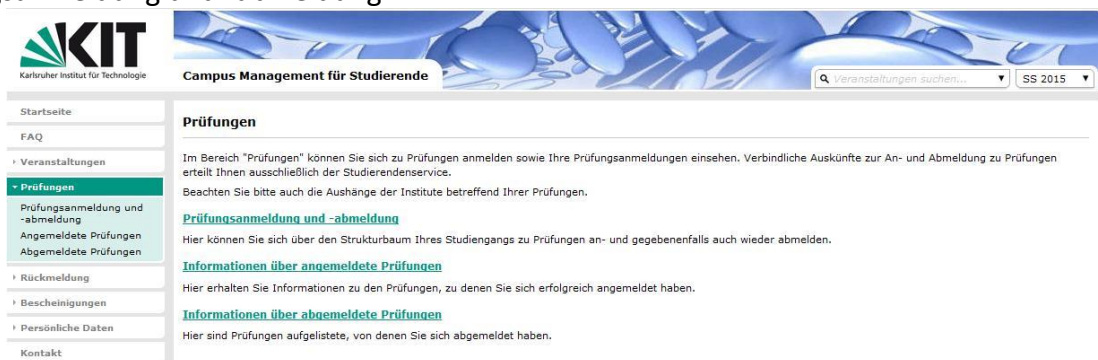 KIT
Karlsruher Institut für Technologie
Campus Management für Studierende
Veranstaltungen suchen...
SS 2015
Startseite
FAQ
Veranstaltungen
Prüfungen
Prüfungsanmeldung und
-abmeldung
Angemeldete Prüfungen
Abgemeldete Prüfungen
Rückmeldung
Bescheinigungen
Persönliche Daten
Kontakt
Prüfungen
Im Bereich "Prüfungen" können Sie sich zu Prüfungen anmelden sowie Ihre Prüfungsanmeldungen einsehen. Verbindliche Auskünfte zur An- und Abmeldung zu Prüfungen
erteilt Ihnen ausschließlich der Studierendenservice.
Beachten Sie bitte auch die Aushänge der Institute betreffend Ihrer Prüfungen.
Prüfungsanmeldung und -abmeldung
Hier können Sie sich über den Strukturbaum Ihres Studiengangs zu Prüfungen an- und gegebenenfalls auch wieder abmelden.
Informationen über angemeldete Prüfungen
Hier erhalten Sie Informationen zu den Prüfungen, zu denen Sie sich erfolgreich angemeldet haben.
Informationen über abgemeldete Prüfungen
Hier sind Prüfungen aufgelistete, von denen Sie sich abgemeldet haben.